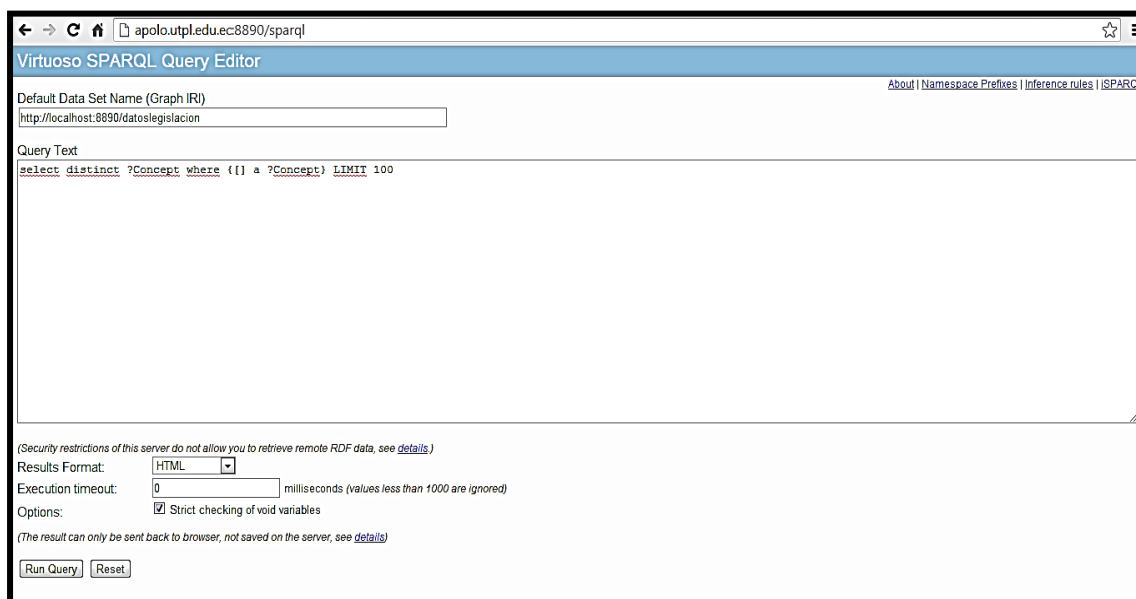 apolo.utpl.edu.ec:8890/sparql
Virtuoso SPARQL Query Editor
About | Namespace Prefixes | Inference rules | iSPARQ
Default Data Set Name (Graph IRI)
http://localhost:8890/datoslegislacion
Query Text
select distinct ?Concept where {[] a ?Concept} LIMIT 100
(Security restrictions of this server do not allow you to retrieve remote RDF data, see details.)
Results Format: HTML
Execution timeout: 0 milliseconds (values less than 1000 are ignored)
Options: Strict checking of void variables
(The result can only be sent back to browser, not saved on the server, see details)
Run Query Reset